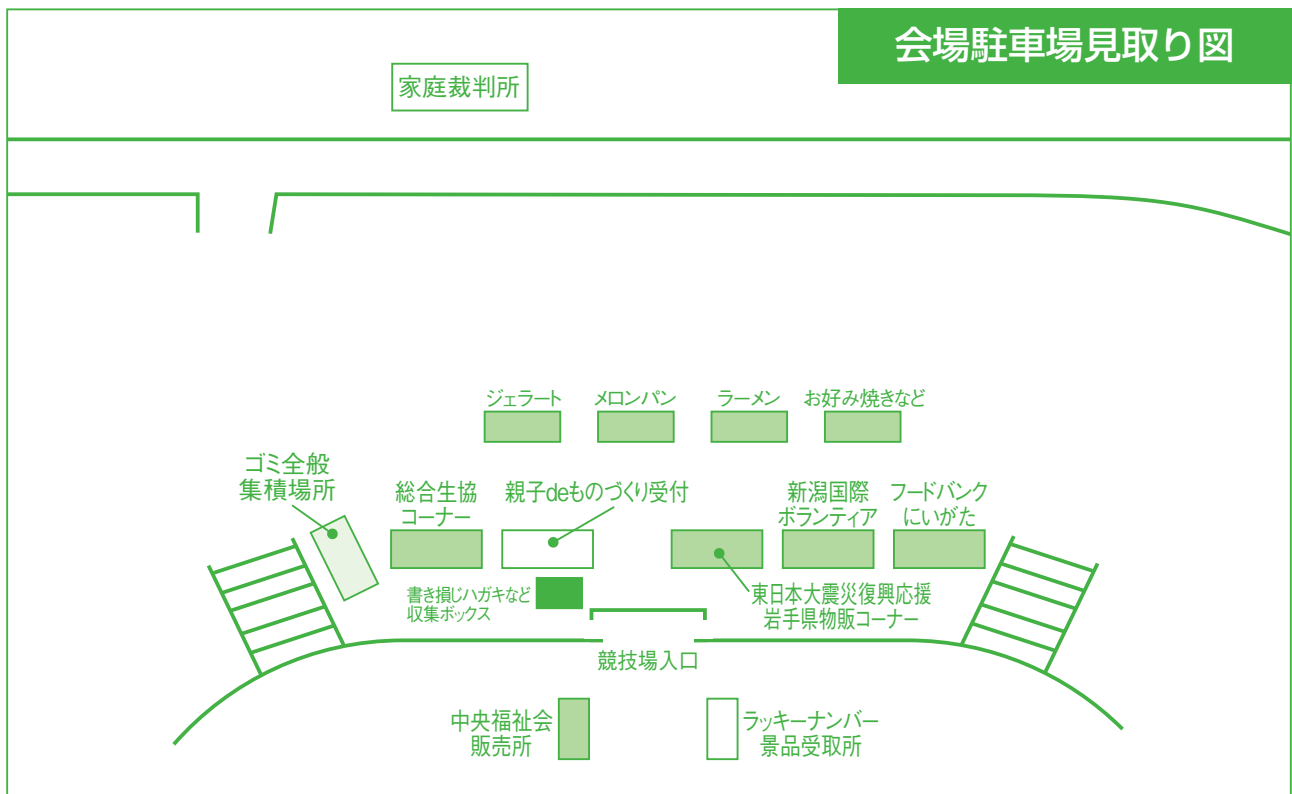 会場駐車場見取り図
家庭裁判所
ジェラート
メロンパン
ラーメン
お好み焼きなど
ゴミ全般
集積場所
総合生協
コーナー
親子deものづくり受付
新潟国際
ボランティア
フードバンク
にいがた
書き損じハガキなど
収集ボックス
東日本大震災復興応援
岩手県物販コーナー
競技場入口
中央福祉会
販売所
ラッキーナンバー
景品受取所